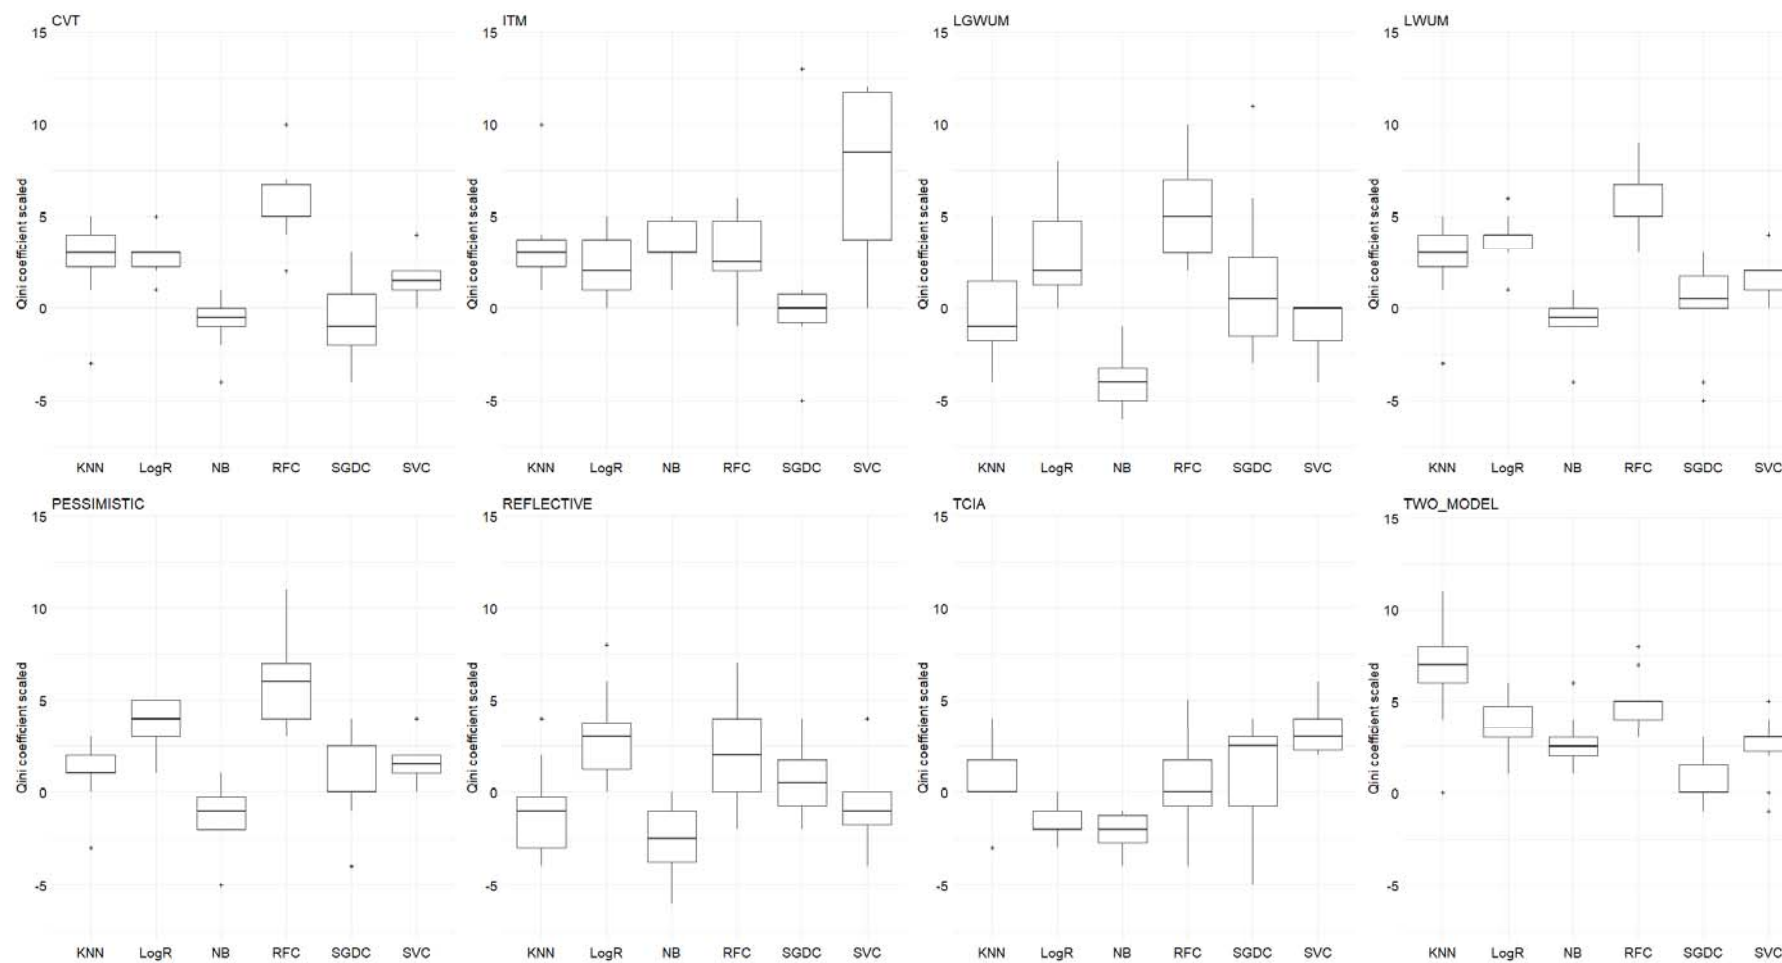 CVT ITM LGWUM LWUM
15 15 15 15
10 10 10 10
5 5 5 5
0 0 0 0
-5 -5 -5 -5
Qini coefficient scaled Qini coefficient scaled Qini coefficient scaled Qini coefficient scaled
KNN LogR NB RFC SGDC SVC KNN LogR NB RFC SGDC SVC KNN LogR NB RFC SGDC SVC KNN LogR NB RFC SGDC SVC
PESSIMISTIC REFLECTIVE TCIA TWO_MODEL
15 15 15 15
10 10 10 10
5 5 5 5
0 0 0 0
-5 -5 -5 -5
Qini coefficient scaled Qini coefficient scaled Qini coefficient scaled Qini coefficient scaled
KNN LogR NB RFC SGDC SVC KNN LogR NB RFC SGDC SVC KNN LogR NB RFC SGDC SVC KNN LogR NB RFC SGDC SVC